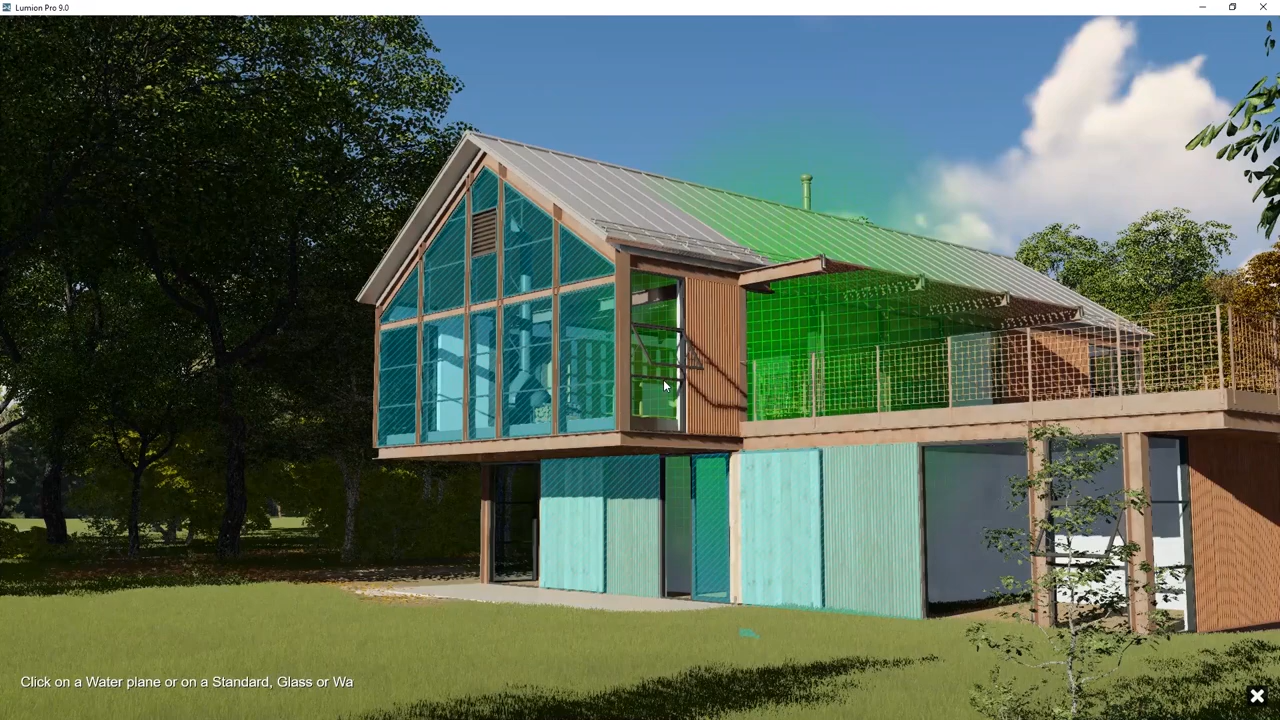 Lumion Pro 9.0
Click on a Water plane or on a Standard, Glass or Wa